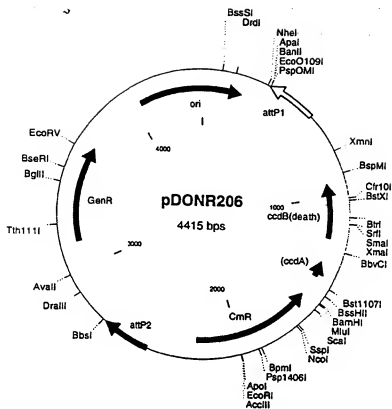 BssSI
DrdI
NheI
ApaI
BanII
EcoO109I
PspOMI
attP1
ori
XmnI
BspMI
Cfr10I
BstXI
BtrI
SrfI
SmaI
XmaI
BbvCI
1000
ccdB(death)
(ccdA)
pDONR206
4415 bps
4000
3000
2000
EcoRV
BseRI
BglII
GenR
Tth111I
AvaII
DraIII
BbsI
attP2
CmR
Bst1107I
BssHII
BamHI
MluI
ScaI
SspI
NcoI
BpmI
Psp1406I
ApoI
EcoRI
AccIII